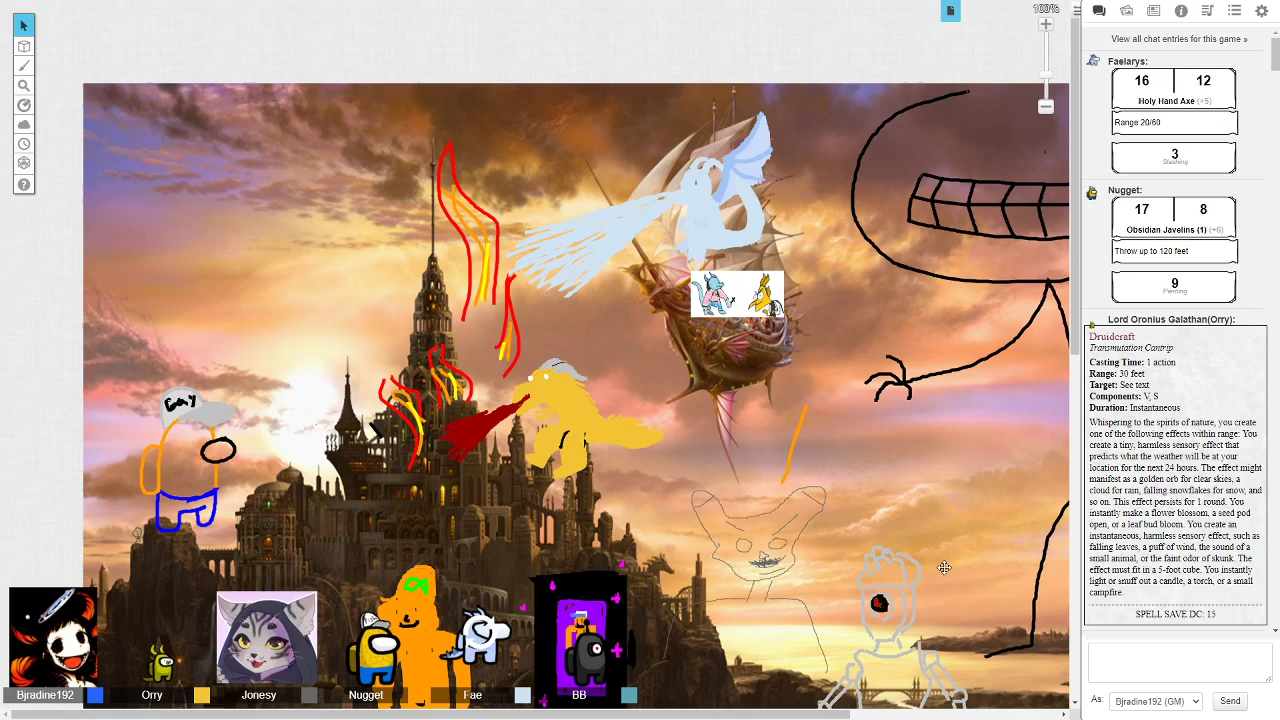 100%
View all chat entries for this game »
Faelarys:
16 12
Holy Hand Axe (+5)
Range 20/60
3
Slashing
Nugget:
17 8
Obsidian Javelins (1) (+6)
Throw up to 120 feet
9
Piercing
Lord Oronius Galathan(Orry):
Druidcraft
Transmutation Cantrip
Casting Time: 1 action
Range: 30 feet
Target: See text
Components: V, S
Duration: Instantaneous
Whispering to the spirits of nature, you create
one of the following effects within range: You
create a tiny, harmless sensory effect that
predicts what the weather will be at your
location for the next 24 hours. The effect might
manifest as a golden orb for clear skies, a
cloud for rain, falling snowflakes for snow, and
so on. This effect persists for 1 round. You
instantly make a flower blossom, a seed pod
open, or a leaf bud bloom. You create an
instantaneous, harmless sensory effect, such as
falling leaves, a puff of wind, the sound of a
small animal, or the faint odor of skunk. The
effect must fit in a 5-foot cube. You instantly
light or snuff out a candle, a torch, or a small
campfire.
SPELL SAVE DC: 15
As: Bjradine192 (GM) Send
Gay
Bjradine192 Orry Jonesy Nugget Fae BB